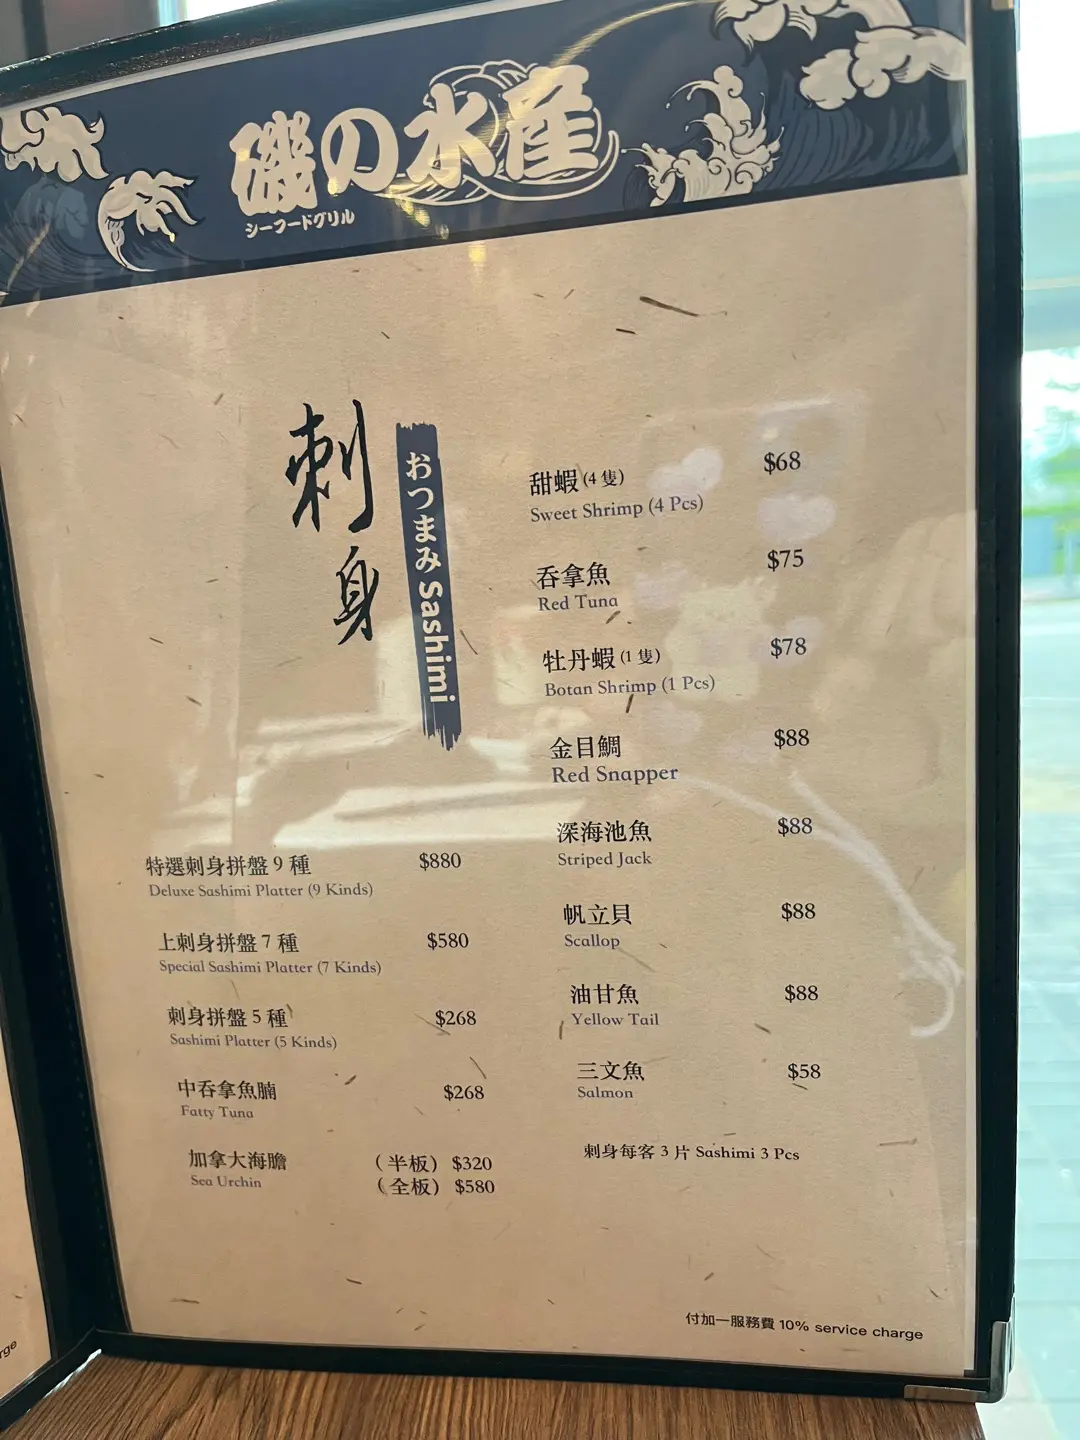 磯の水産
シーフードグリル
刺身
おつまみ Sashimi
甜蝦 (4 隻) $68
Sweet Shrimp (4 Pcs)
吞拿魚 $75
Red Tuna
牡丹蝦 (1 隻) $78
Botan Shrimp (1 Pcs)
金目鯛 $88
Red Snapper
深海池魚 $88
Striped Jack
帆立貝 $88
Scallop
油甘魚 $88
Yellow Tail
三文魚 $58
Salmon
刺身每客 3 片 Sashimi 3 Pcs
特選刺身拼盤 9 種 $880
Deluxe Sashimi Platter (9 Kinds)
上刺身拼盤 7 種 $580
Special Sashimi Platter (7 Kinds)
刺身拼盤 5 種 $268
Sashimi Platter (5 Kinds)
中吞拿魚腩 $268
Fatty Tuna
加拿大海膽 (半板) $320
Sea Urchin (全板) $580
付加一服務費 10% service charge